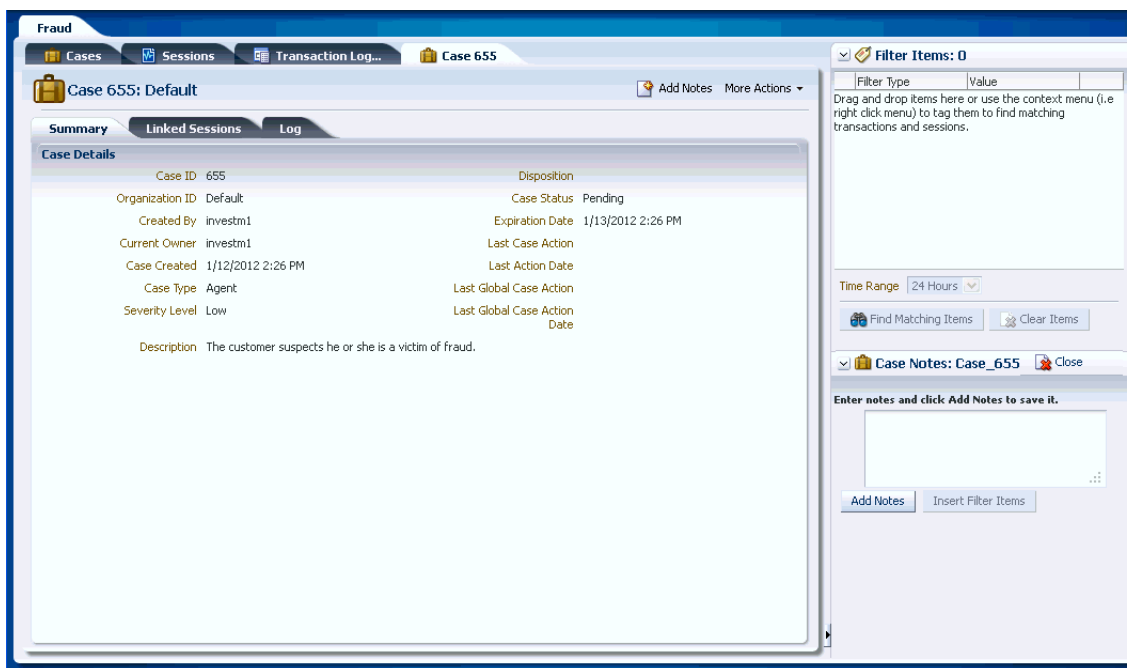 Fraud
Cases Sessions Transaction Log... Case 655
Case 655: Default Add Notes More Actions
Summary Linked Sessions Log
Case Details
Case ID 655 Disposition
Organization ID Default Case Status Pending
Created By investm1 Expiration Date 1/13/2012 2:26 PM
Current Owner investm1 Last Case Action
Case Created 1/12/2012 2:26 PM Last Action Date
Case Type Agent Last Global Case Action
Severity Level Low Last Global Case Action
Date
Description The customer suspects he or she is a victim of fraud.
Filter Items: 0
Filter Type Value
Drag and drop items here or use the context menu (i.e
right click menu) to tag them to find matching
transactions and sessions.
Time Range 24 Hours
Find Matching Items Clear Items
Case Notes: Case_655 Close
Enter notes and click Add Notes to save it.
Add Notes Insert Filter Items